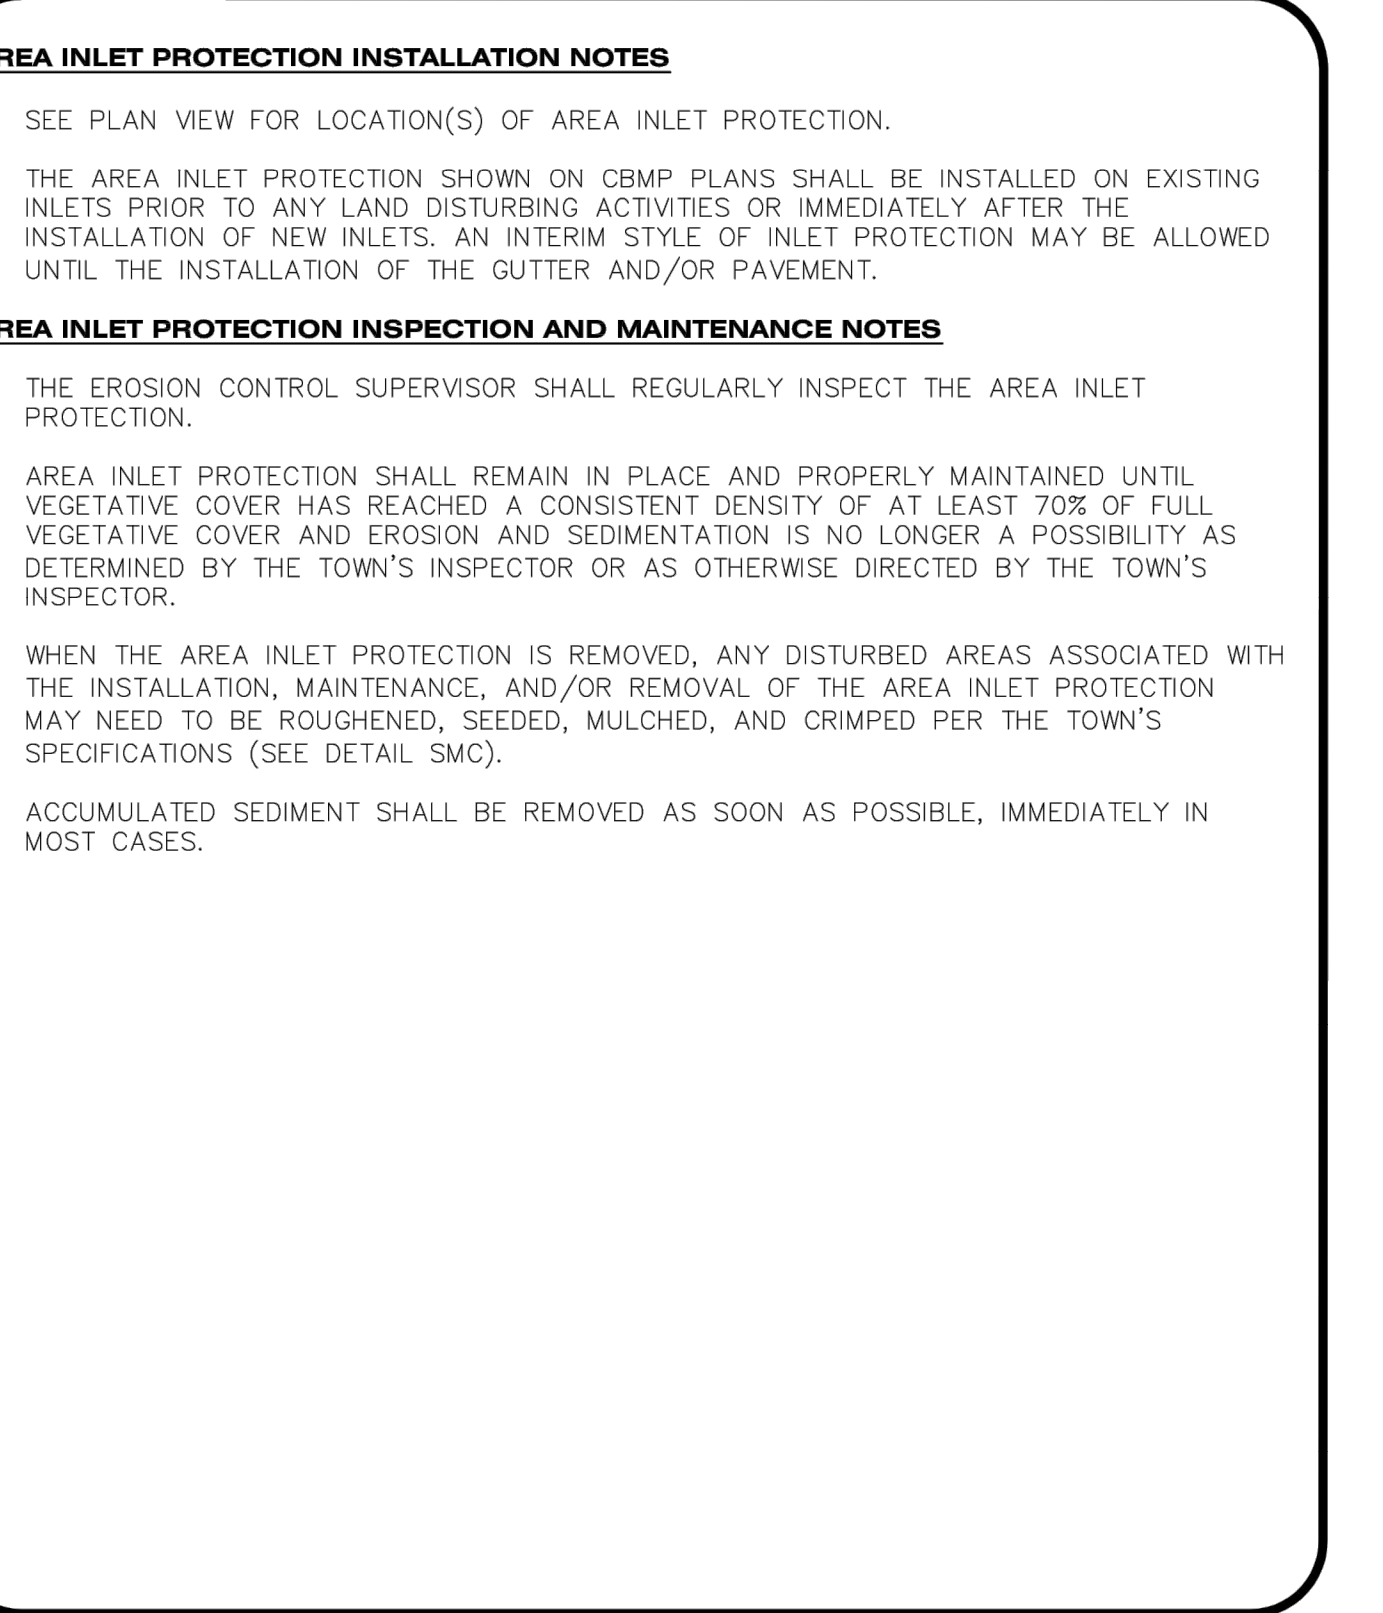 REA INLET PROTECTION INSTALLATION NOTES
SEE PLAN VIEW FOR LOCATION(S) OF AREA INLET PROTECTION.
THE AREA INLET PROTECTION SHOWN ON CBMP PLANS SHALL BE INSTALLED ON EXISTING
INLETS PRIOR TO ANY LAND DISTURBING ACTIVITIES OR IMMEDIATELY AFTER THE
INSTALLATION OF NEW INLETS. AN INTERIM STYLE OF INLET PROTECTION MAY BE ALLOWED
UNTIL THE INSTALLATION OF THE GUTTER AND/OR PAVEMENT.
REA INLET PROTECTION INSPECTION AND MAINTENANCE NOTES
THE EROSION CONTROL SUPERVISOR SHALL REGULARLY INSPECT THE AREA INLET
PROTECTION.
AREA INLET PROTECTION SHALL REMAIN IN PLACE AND PROPERLY MAINTAINED UNTIL
VEGETATIVE COVER HAS REACHED A CONSISTENT DENSITY OF AT LEAST 70% OF FULL
VEGETATIVE COVER AND EROSION AND SEDIMENTATION IS NO LONGER A POSSIBILITY AS
DETERMINED BY THE TOWN'S INSPECTOR OR AS OTHERWISE DIRECTED BY THE TOWN'S
INSPECTOR.
WHEN THE AREA INLET PROTECTION IS REMOVED, ANY DISTURBED AREAS ASSOCIATED WITH
THE INSTALLATION, MAINTENANCE, AND/OR REMOVAL OF THE AREA INLET PROTECTION
MAY NEED TO BE ROUGHENED, SEEDED, MULCHED, AND CRIMPED PER THE TOWN'S
SPECIFICATIONS (SEE DETAIL SMC).
ACCUMULATED SEDIMENT SHALL BE REMOVED AS SOON AS POSSIBLE, IMMEDIATELY IN
MOST CASES.